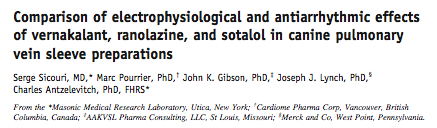 Comparison of electrophysiological and antiarrhythmic effects
of vernakalant, ranolazine, and sotalol in canine pulmonary
vein sleeve preparations
Serge Sicouri, MD,* Marc Pourrier, PhD,† John K. Gibson, PhD,‡ Joseph J. Lynch, PhD,§
Charles Antzelevitch, PhD, FHRS*
From the *Masonic Medical Research Laboratory, Utica, New York; †Cardiome Pharma Corp, Vancouver, British
Columbia, Canada; ‡AAKVSL Pharma Consulting, LLC, St Louis, Missouri; §Merck and Co, West Point, Pennsylvania.